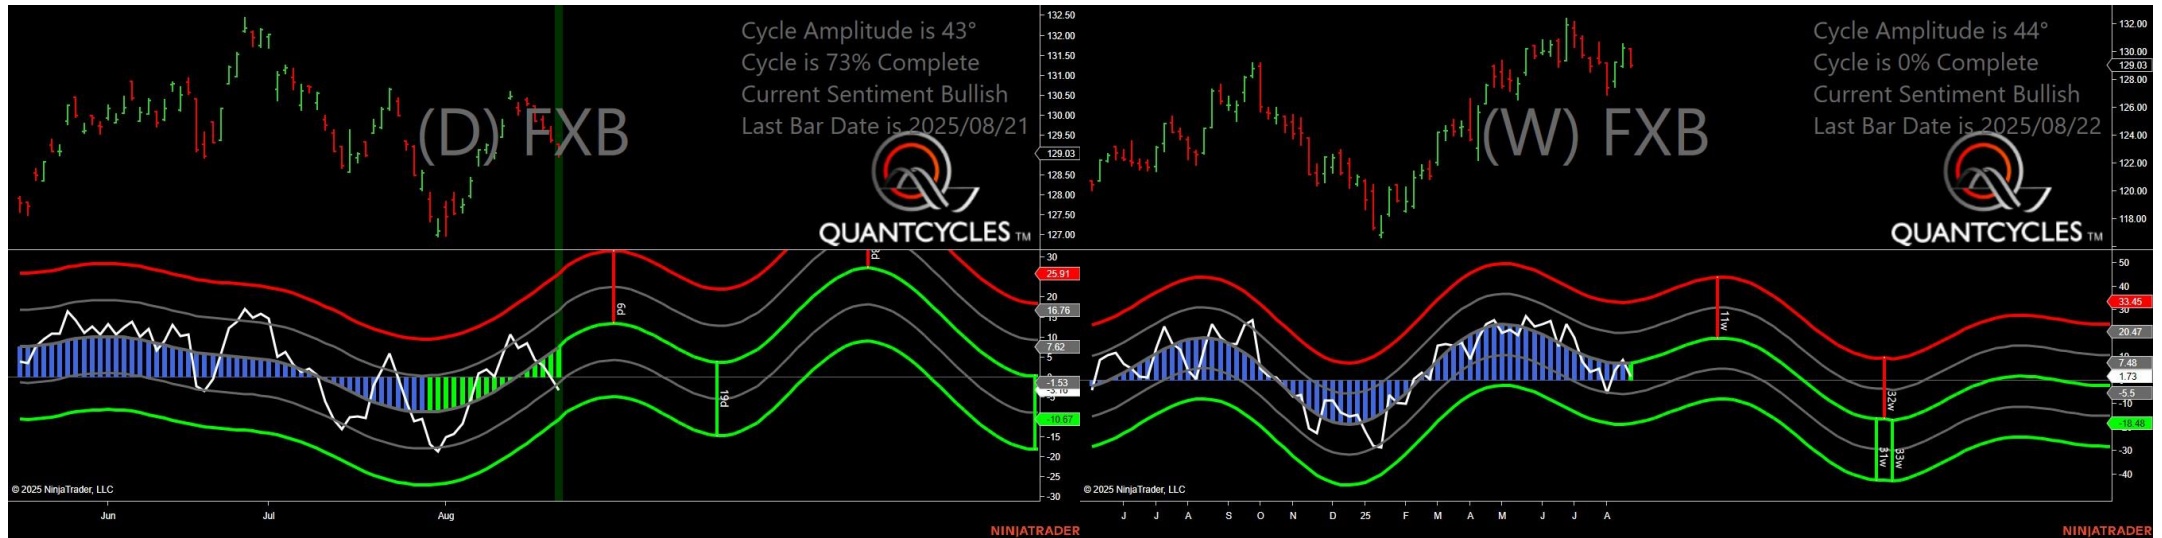 Cycle Amplitude is 43°
Cycle is 73% Complete
Current Sentiment Bullish
Last Bar Date is 2025/08/21
(D) FXB
QUANTCYCLES TM
132.50
132.00
131.50
131.00
130.50
130.00
129.50
129.03
128.50
128.00
127.50
127.00
30
25.91
20
16.76
15
7.62
5
-1.53
-10.67
-15
-20
-25
-30
6d
19d
© 2025 NinjaTrader, LLC
Jun
Jul
Aug
NINJATRADER
Cycle Amplitude is 44°
Cycle is 0% Complete
Current Sentiment Bullish
Last Bar Date is 2025/08/22
(W) FXB
QUANTCYCLES TM
132.00
130.00
129.03
128.00
126.00
124.00
122.00
120.00
118.00
50
40
33.45
30
20.47
7.48
1.73
-5.5
-10
-18.48
-30
-40
11w
32w
31w
33w
© 2025 NinjaTrader, LLC
J
J
A
S
O
N
D
25
F
M
A
M
J
J
A
NINJATRADER